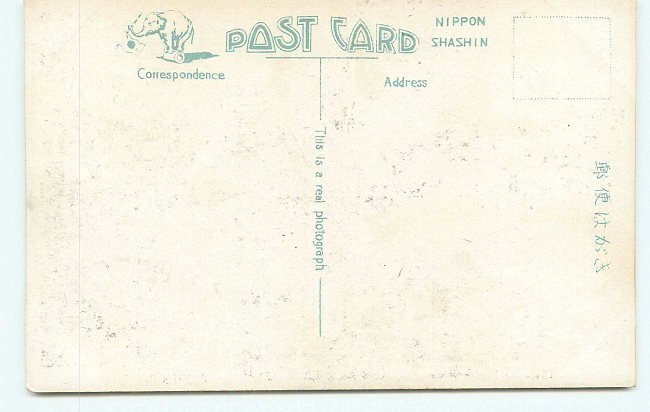 POST CARD
NIPPON
SHASHIN
Correspondence
Address
This is a real photograph
郵便はがき